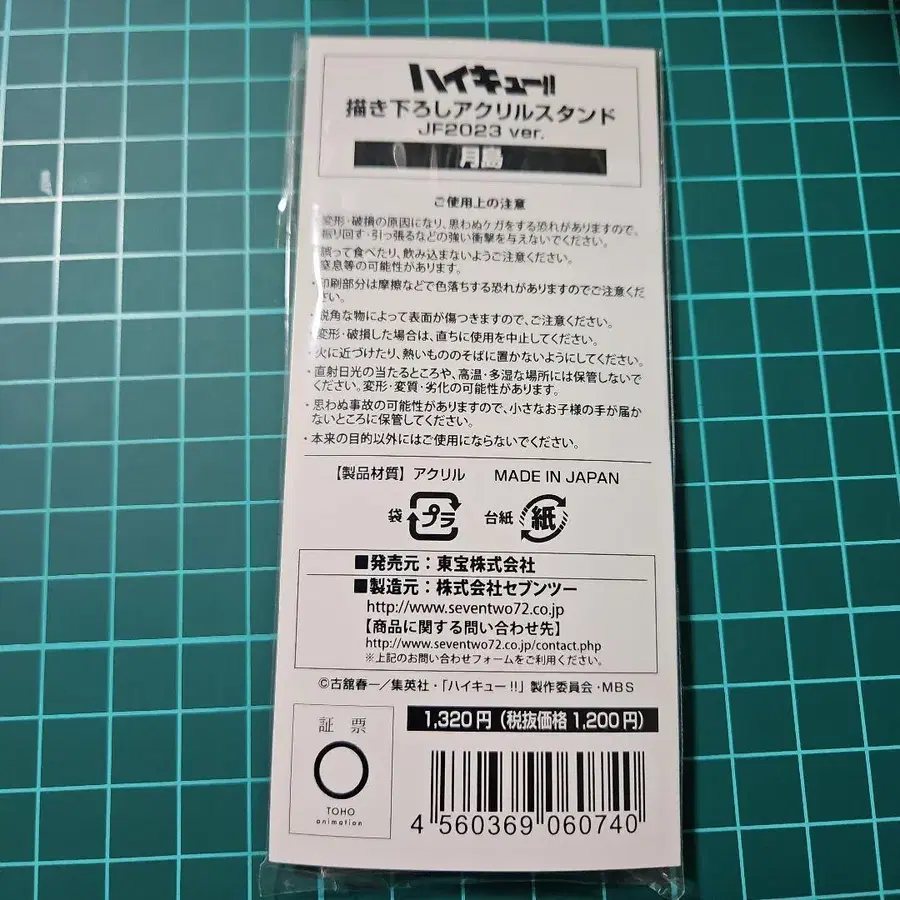 ハイキュー!!
描き下ろしアクリルスタンド
JF2023 ver.
月島
ご使用上の注意
・変形・破損の原因になり、思わぬケガをする恐れがありますので、
振り回す・引っ張るなどの強い衝撃を与えないでください。
・誤って食べたり、飲み込まないようご注意ください。
窒息等の可能性があります。
・印刷部分は摩擦などで色落ちする恐れがありますのでご注意くだ
さい。
・鋭角な物によって表面が傷つきますので、ご注意ください。
・変形・破損した場合は、直ちに使用を中止してください。
・火に近づけたり、熱いもののそばに置かないようにしてください。
・直射日光の当たるところや、高温・多湿な場所には保管しないで
ください。変形・変質・劣化の可能性があります。
・思わぬ事故の可能性がありますので、小さなお子様の手が届か
ないところに保管してください。
・本来の目的以外にはご使用にならないでください。
【製品材質】アクリル MADE IN JAPAN
袋 プラ 台紙 紙
■発売元：東宝株式会社
■製造元：株式会社セブンツー
http://www.seventwo72.co.jp
【商品に関する問い合わせ先】
http://www.seventwo72.co.jp/contact.php
※上記のお問い合わせフォームをご利用ください。
©古舘春一／集英社・「ハイキュー!!」製作委員会・MBS
証票
TOHO
animation
1,320円（税抜価格 1,200円）
4 560369 060740